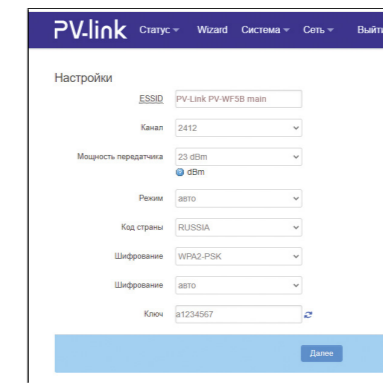 PV-link Статус Wizard Система Сеть Выйти
Настройки
ESSID PV-Link PV-WF5B main
Канал 2412
Мощность передатчика 23 dBm
dBm
Режим авто
Код страны RUSSIA
Шифрование WPA2-PSK
Шифрование авто
Ключ a1234567
Далее